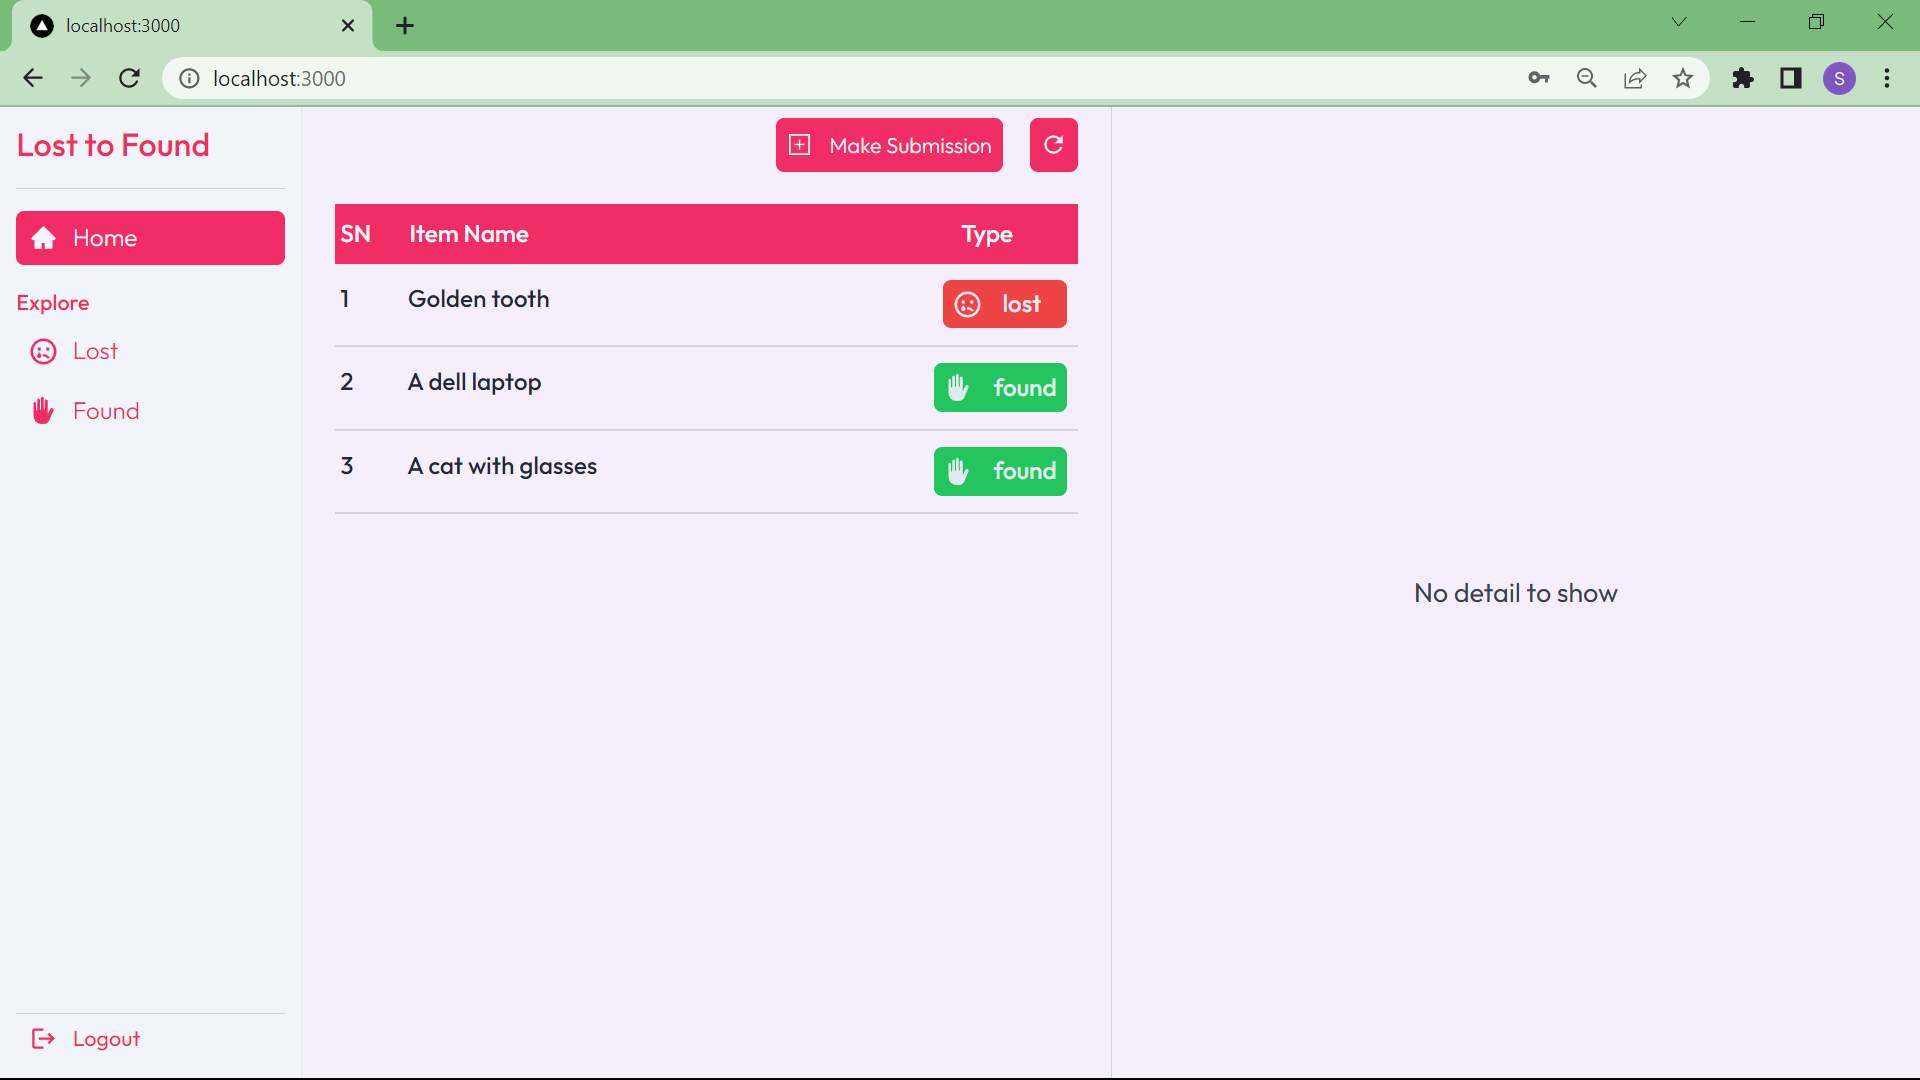 localhost:3000
localhost:3000
S
Lost to Found
Make Submission
Home
Explore
Lost
Found
SN Item Name Type
1 Golden tooth lost
2 A dell laptop found
3 A cat with glasses found
No detail to show
Logout